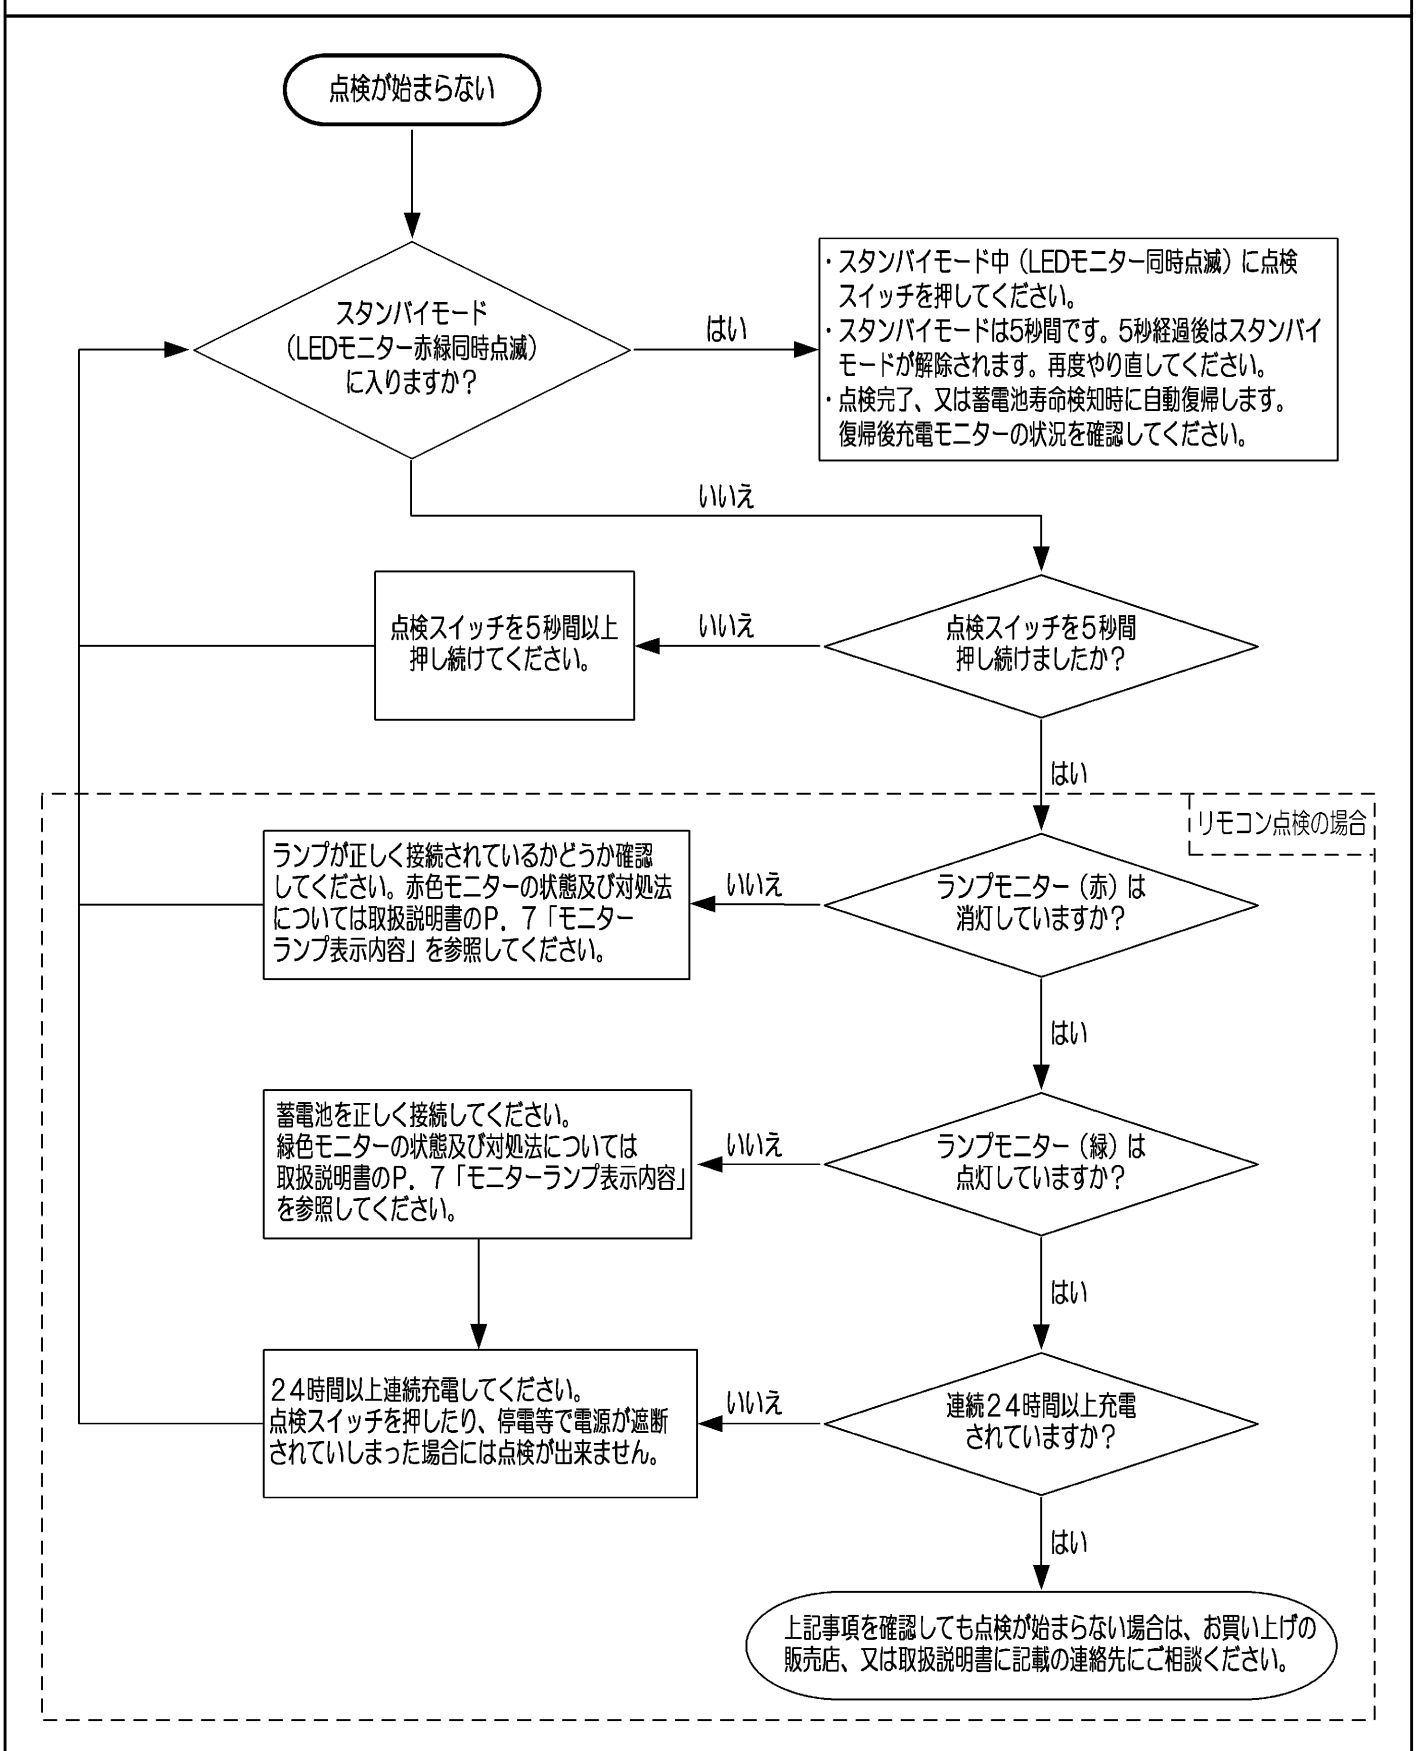 点検が始まらない
スタンバイモード
(LEDモニター赤緑同時点滅)
に入りますか?
はい
・スタンバイモード中(LEDモニター同時点滅)に点検
スイッチを押してください。
・スタンバイモードは5秒間です。5秒経過後はスタンバイ
モードが解除されます。再度やり直してください。
・点検完了、又は蓄電池寿命検知時に自動復帰します。
復帰後充電モニターの状況を確認してください。
いいえ
点検スイッチを5秒間
押し続けましたか?
いいえ
点検スイッチを5秒間以上
押し続けてください。
はい
リモコン点検の場合
ランプモニター(赤)は
消灯していますか?
いいえ
ランプが正しく接続されているかどうか確認
してください。赤色モニターの状態及び対処法
については取扱説明書のP.7「モニター
ランプ表示内容」を参照してください。
はい
ランプモニター(緑)は
点灯していますか?
いいえ
蓄電池を正しく接続してください。
緑色モニターの状態及び対処法については
取扱説明書のP.7「モニターランプ表示内容」
を参照してください。
はい
連続24時間以上充電
されていますか?
いいえ
24時間以上連続充電してください。
点検スイッチを押したり、停電等で電源が遮断
されていしまった場合には点検が出来ません。
はい
上記事項を確認しても点検が始まらない場合は、お買い上げの
販売店、又は取扱説明書に記載の連絡先にご相談ください。